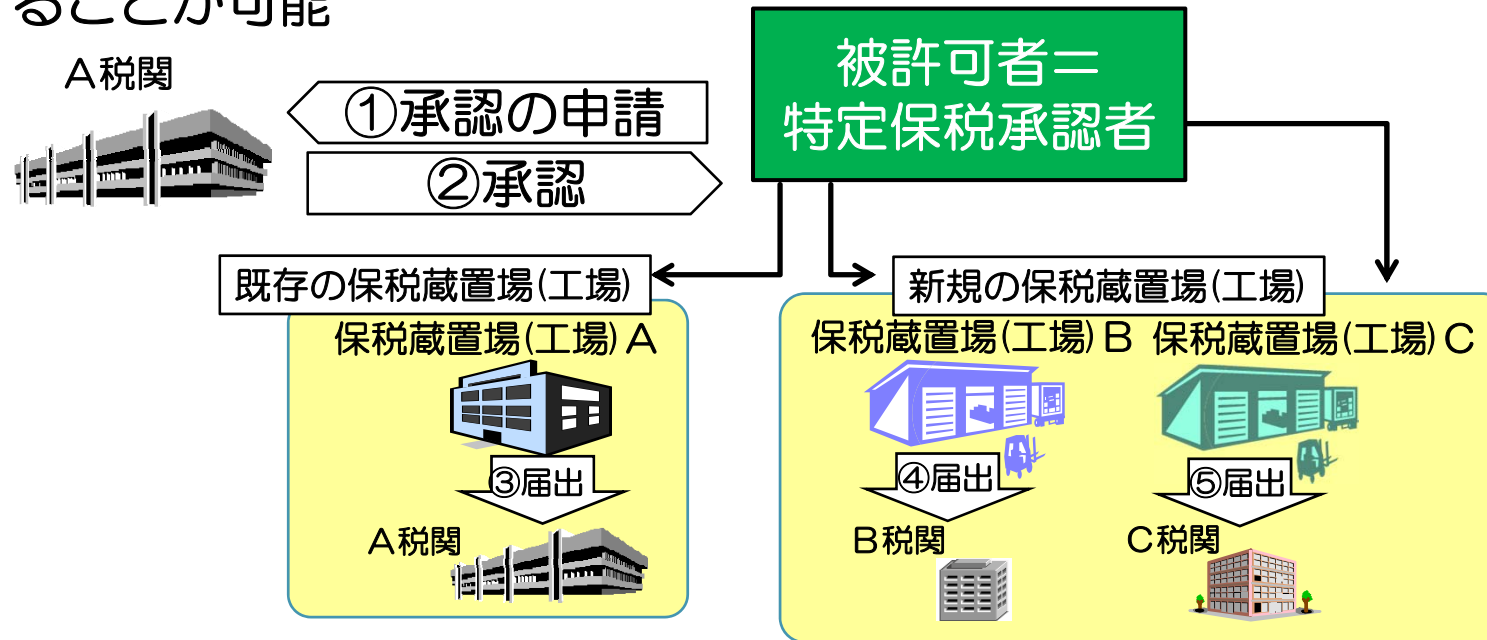 ることが可能
A税関
①承認の申請
②承認
被許可者＝
特定保税承認者
既存の保税蔵置場(工場)
保税蔵置場(工場)A
③届出
A税関
新規の保税蔵置場(工場)
保税蔵置場(工場)B
保税蔵置場(工場)C
④届出
⑤届出
B税関
C税関